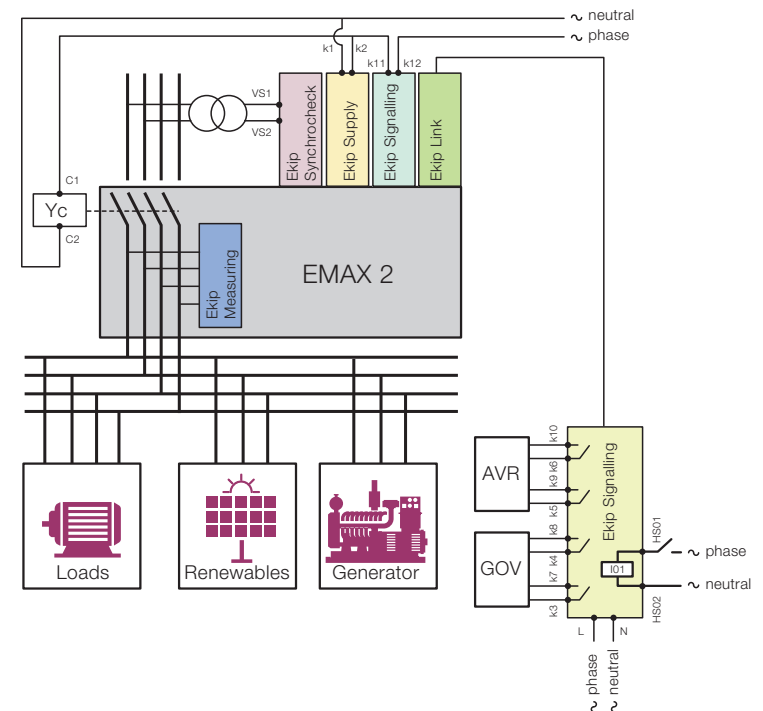 ∿ neutral
∿ phase
k1
k2
k11
k12
VS1
VS2
Ekip
Synchrocheck
Ekip Supply
Ekip Signalling
Ekip Link
C1
Yc
C2
EMAX 2
Ekip
Measuring
Loads
Renewables
Generator
AVR
GOV
k10
k6
k9
k5
k8
k4
k7
k3
Ekip Signalling
I01
HS01
HS02
∿ phase
∿ neutral
L
N
∿ phase
∿ neutral